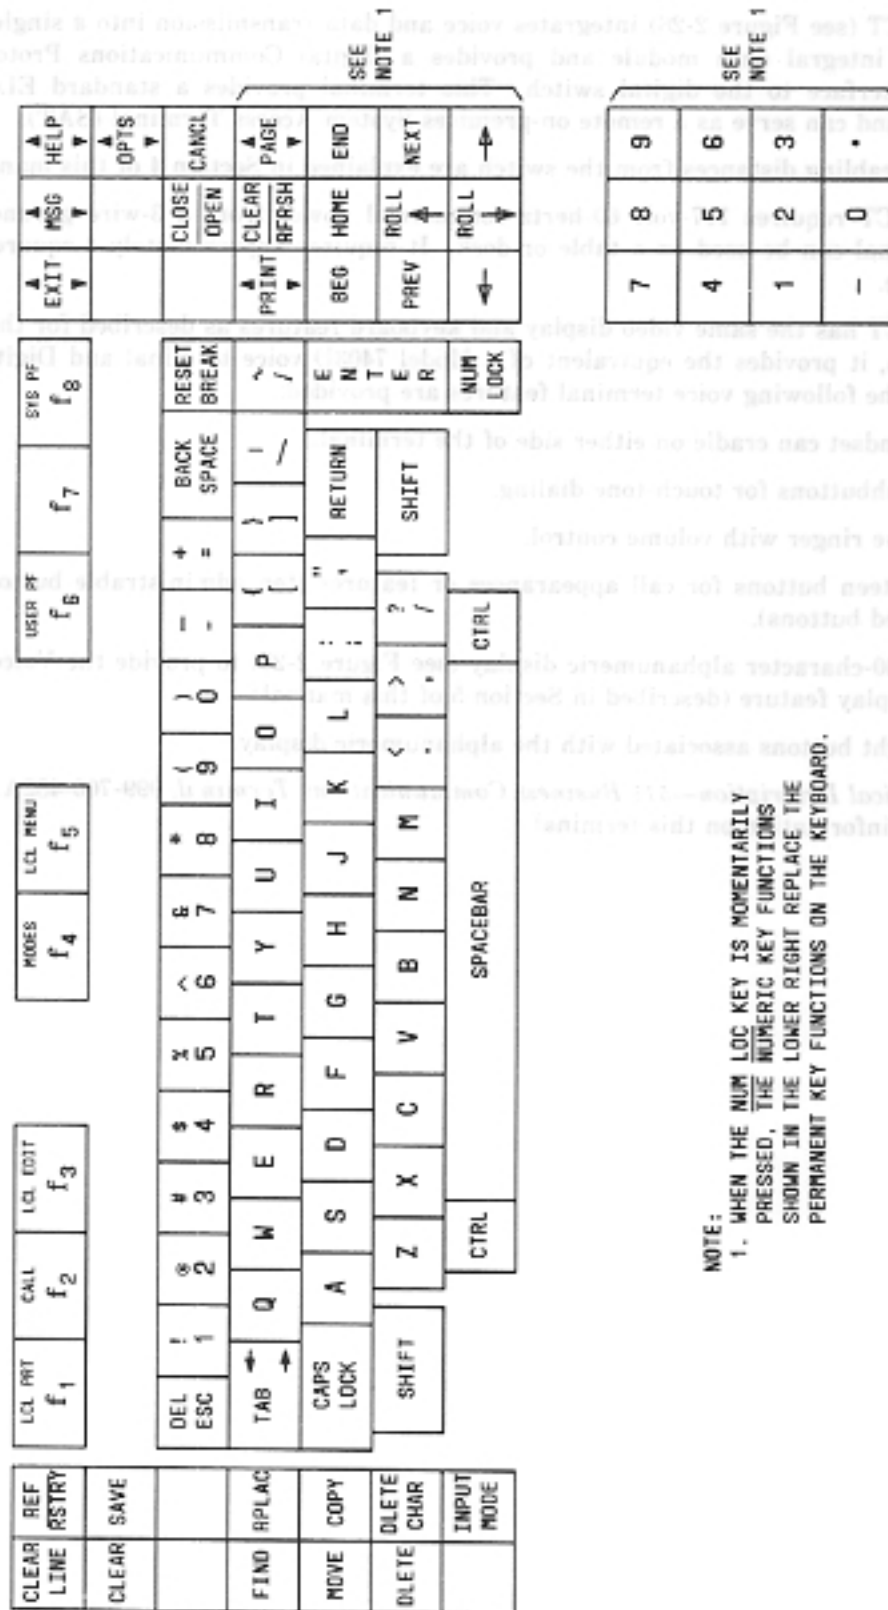 CLEAR REF LCL PRT CALL LCL EDIT MODES LCL MENU USER PF SYS PF
LINE RSTRY f1 f2 f3 f4 f5 f6 f7 f8 EXIT MSG HELP
CLEAR SAVE OPTS
DEL ! @ # $ % ^ & * ( ) _ + BACK RESET CLOSE CANCL
ESC 1 2 3 4 5 6 7 8 9 0 - = SPACE BREAK OPEN
FIND RPLAC TAB Q W E R T Y U I O P { } | ~ PRINT CLEAR PAGE
[ ] \ / RFRSH
MOVE COPY CAPS LOCK A S D F G H J K L : ; " ' RETURN ENTER BEG HOME END
DLETE DLETE CHAR SHIFT Z X C V B N M < , > . ? / SHIFT PREV ROLL NEXT
INPUT MODE CTRL SPACEBAR CTRL NUM LOCK ROLL
SEE
NOTE 1
7 8 9
4 5 6
1 2 3
- 0 .
SEE
NOTE 1
NOTE:
1. WHEN THE NUM LOC KEY IS MOMENTARILY
PRESSED, THE NUMERIC KEY FUNCTIONS
SHOWN IN THE LOWER RIGHT REPLACE THE
PERMANENT KEY FUNCTIONS ON THE KEYBOARD.